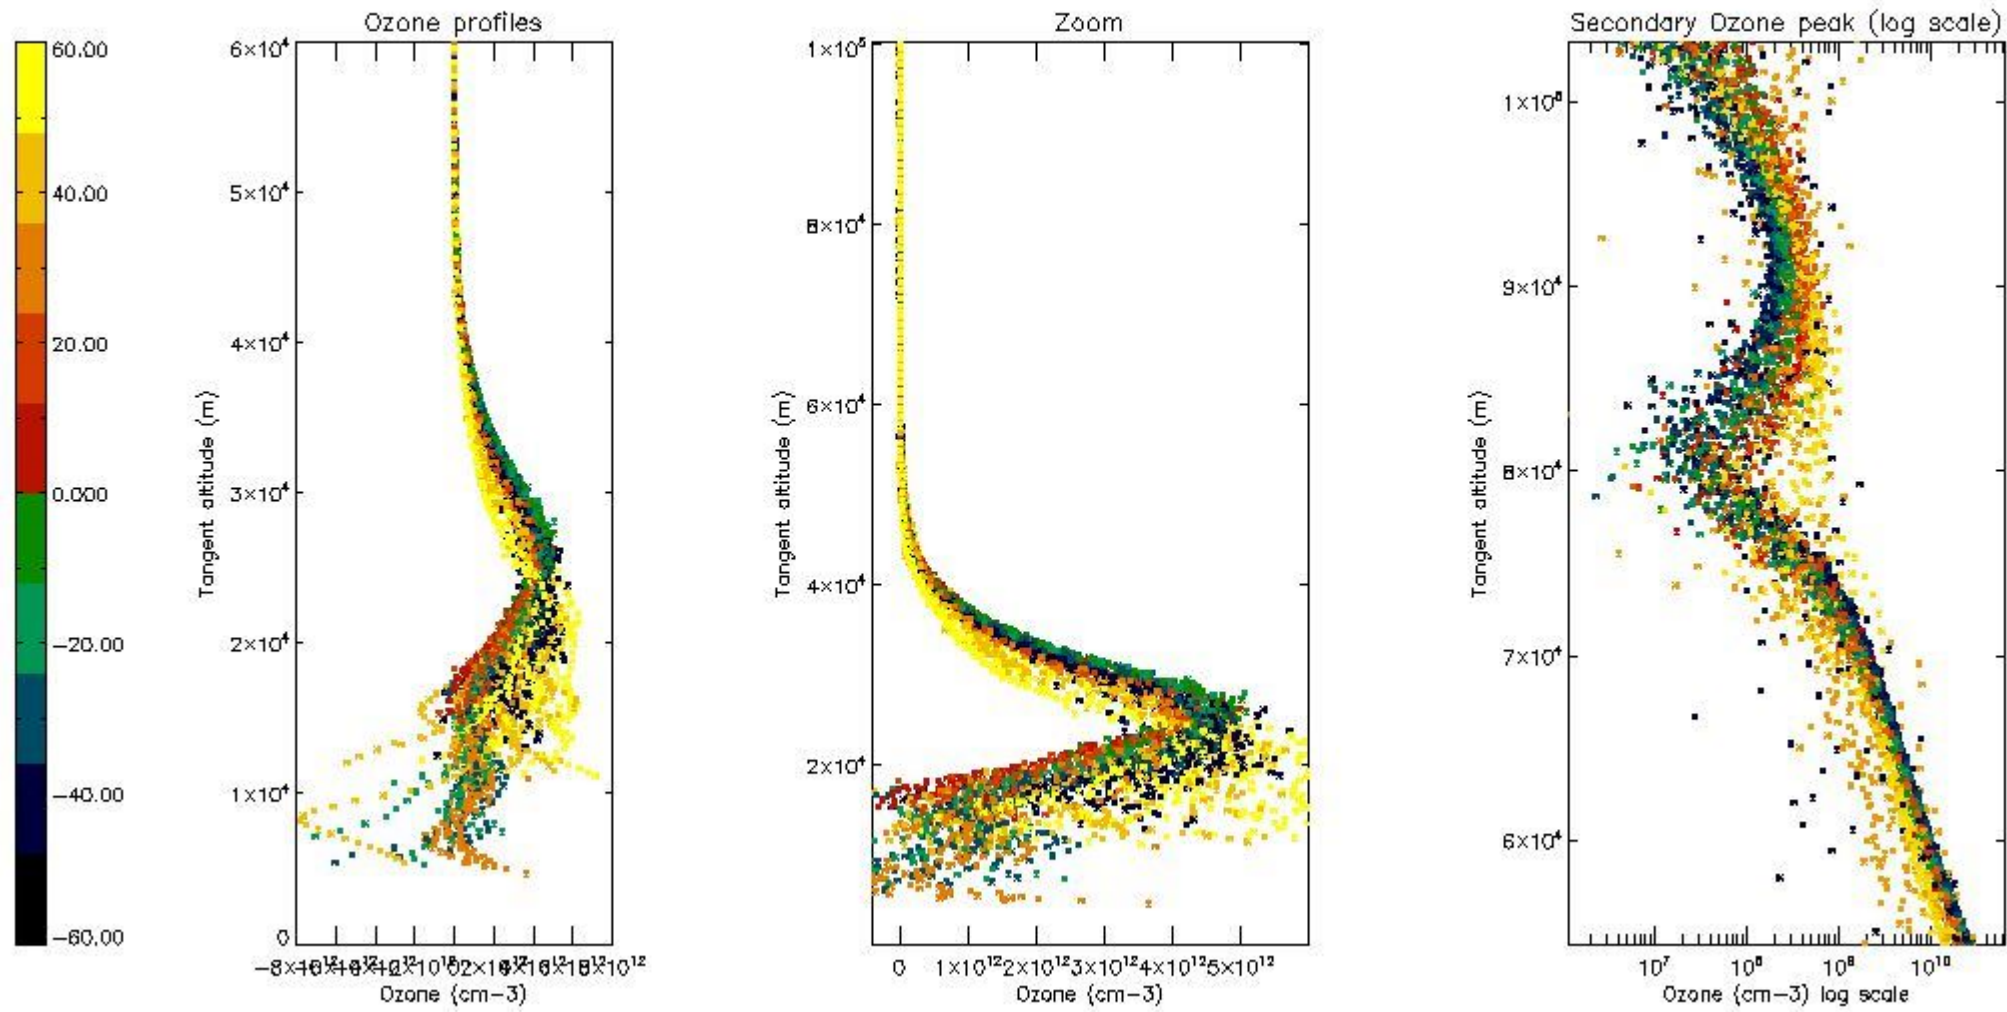 Ozone profiles
Zoom
Secondary Ozone peak (log scale)
60.00
40.00
20.00
0.000
−20.00
−40.00
−60.00
6×10⁴
5×10⁴
4×10⁴
3×10⁴
2×10⁴
1×10⁴
0
Tangent altitude (m)
Ozone (cm−3)
1×10⁵
8×10⁴
6×10⁴
4×10⁴
2×10⁴
Tangent altitude (m)
0 1×10¹² 2×10¹² 3×10¹² 4×10¹² 5×10¹²
Ozone (cm−3)
9×10⁴
8×10⁴
7×10⁴
6×10⁴
Tangent altitude (m)
10⁷ 10⁸ 10⁹ 10¹⁰
Ozone (cm−3) log scale